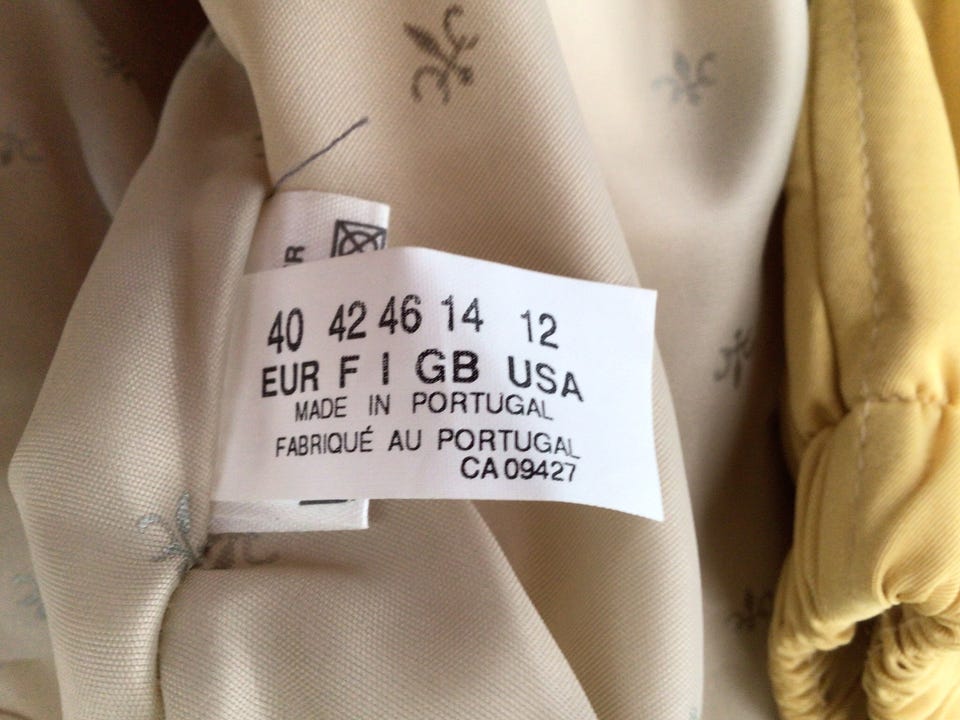 40 42 46 14 12
EUR F I GB USA
MADE IN PORTUGAL
FABRIQUÉ AU PORTUGAL
CA 09427